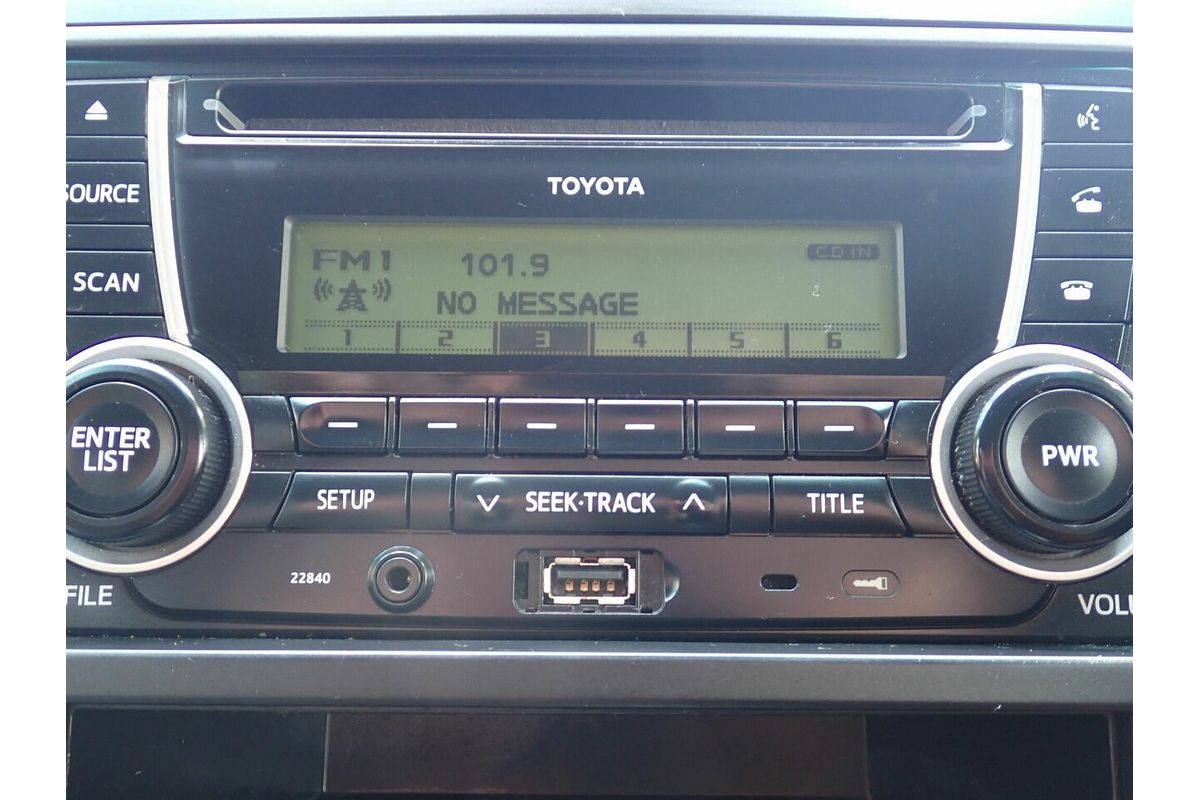 TOYOTA
SOURCE
SCAN
FM1 101.9
CD IN
NO MESSAGE
1 2 3 4 5 6
ENTER
LIST
PWR
SETUP
SEEK·TRACK
TITLE
22840
FILE
VOL